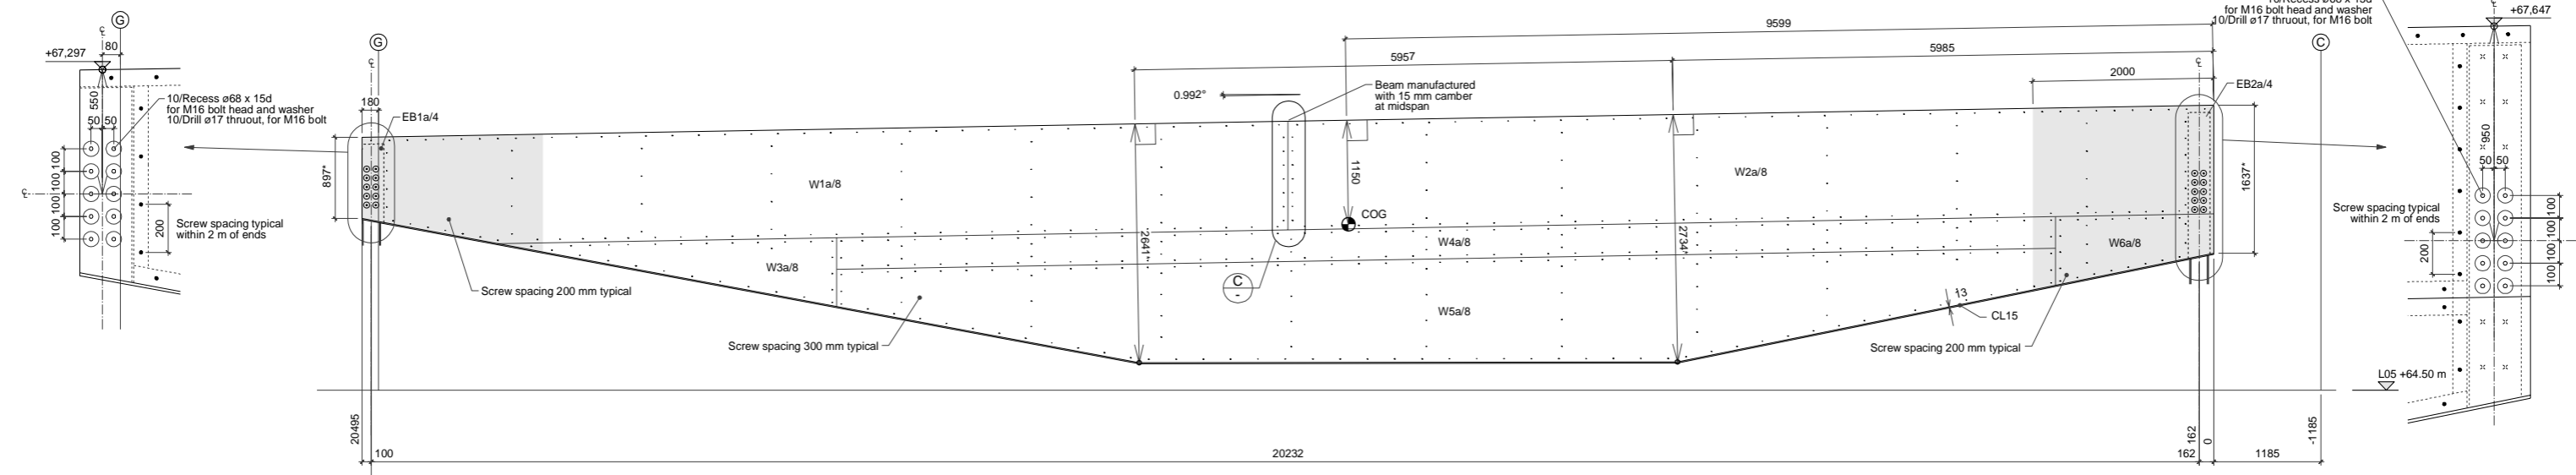 G
℄
+67,297
80
550
50 50
10/Recess ø68 x 15d
for M16 bolt head and washer
10/Drill ø17 thruout, for M16 bolt
100
100
100
100
℄
200
Screw spacing typical
within 2 m of ends
G
℄
180
EB1a/4
897*
W1a/8
Screw spacing 200 mm typical
W3a/8
Screw spacing 300 mm typical
5957
9599
5985
2000
0.992°
Beam manufactured
with 15 mm camber
at midspan
1150
COG
2641*
2734*
C
-
W2a/8
W4a/8
W5a/8
W6a/8
13
CL15
Screw spacing 200 mm typical
℄
EB2a/4
1637*
C
20495
100
20232
162
162
0
1185
-1185
for M16 bolt head and washer
10/Drill ø17 thruout, for M16 bolt
℄
+67,647
950
50 50
100
100
100
100
200
Screw spacing typical
within 2 m of ends
L05 +64.50 m